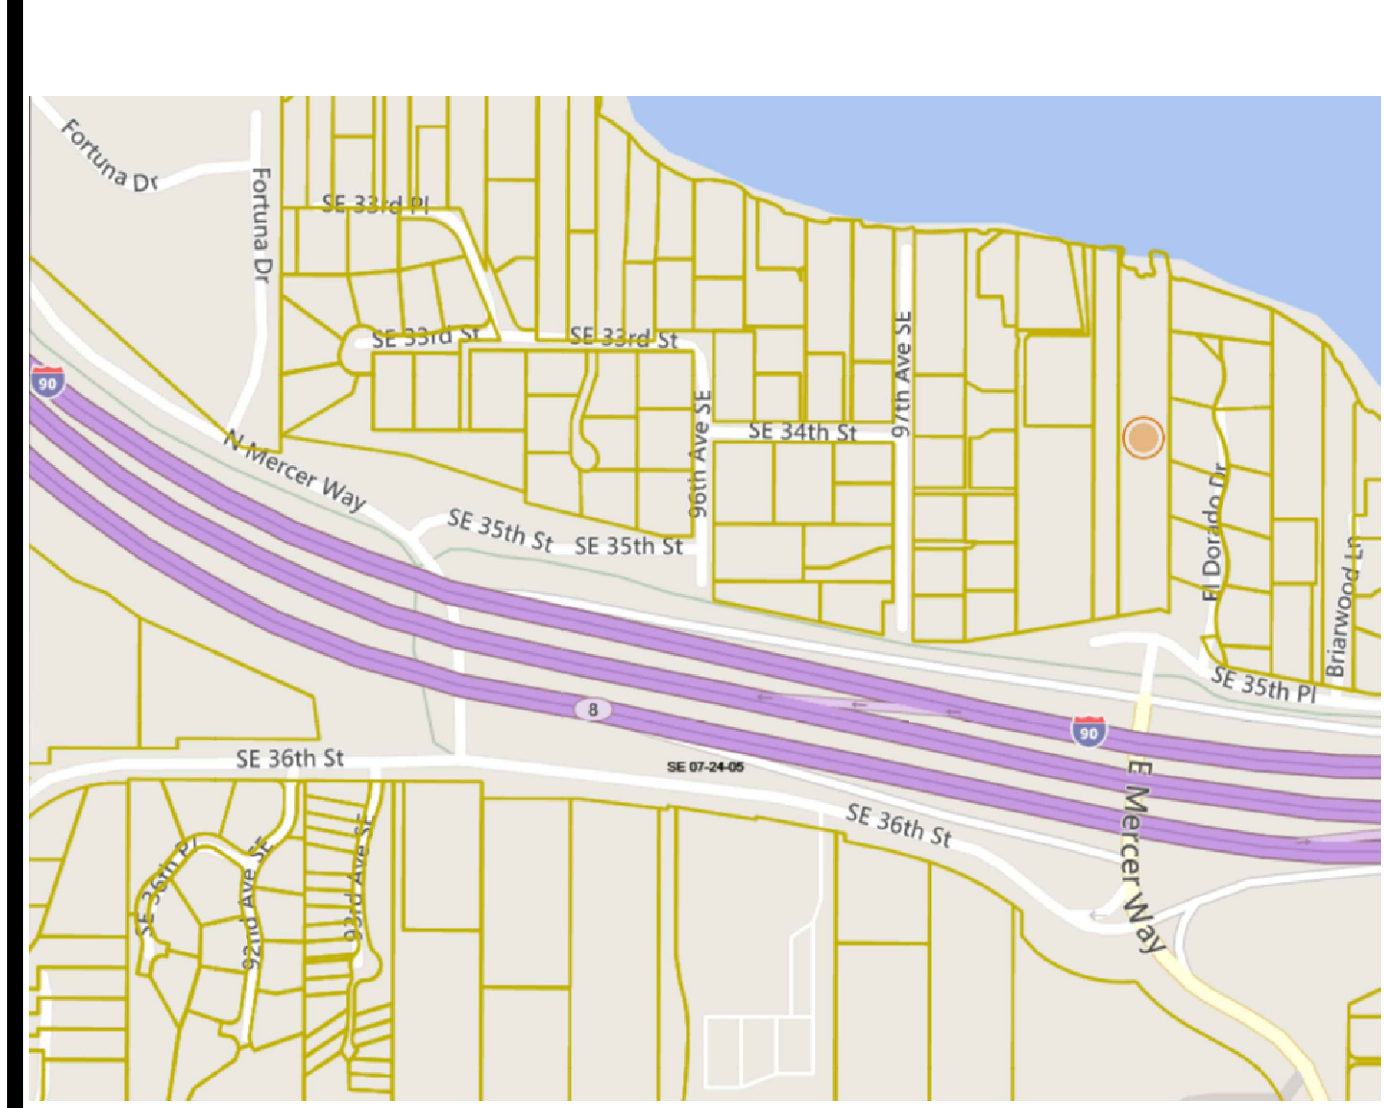 Fortuna Dr
Fortuna Dr
SE 33rd Pl
SE 33rd St
SE 33rd St
97th Ave SE
90
96th Ave SE
SE 34th St
N Mercer Way
El Dorado Dr
SE 35th St
SE 35th St
Briarwood Ln
SE 35th Pl
8
90
SE 36th St
SE 07-24-05
E Mercer Way
SE 36th St
SE 36th Pl
92nd Ave SE
93rd Ave SE